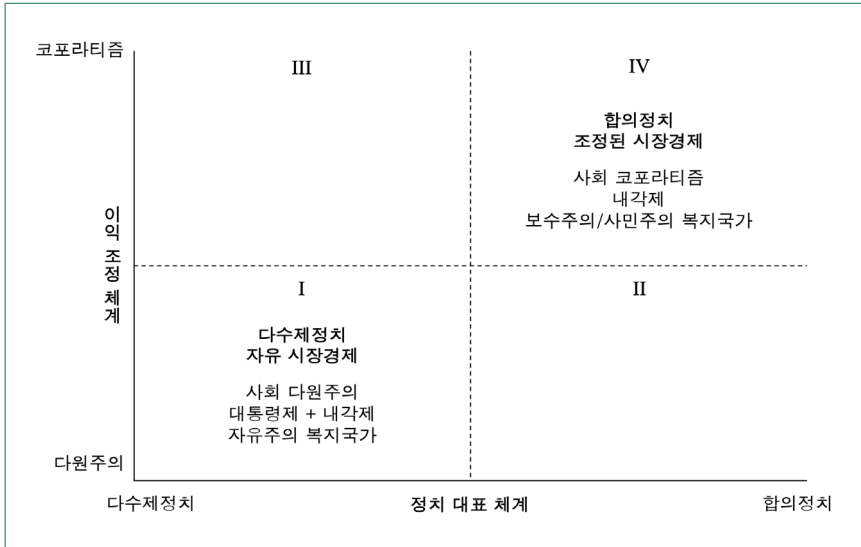 코포라티즘
III
IV
합의정치
조정된 시장경제
사회 코포라티즘
내각제
보수주의/사민주의 복지국가
이익 조정 체계
I
II
다수제정치
자유 시장경제
사회 다원주의
대통령제 + 내각제
자유주의 복지국가
다원주의
다수제정치
정치 대표 체계
합의정치